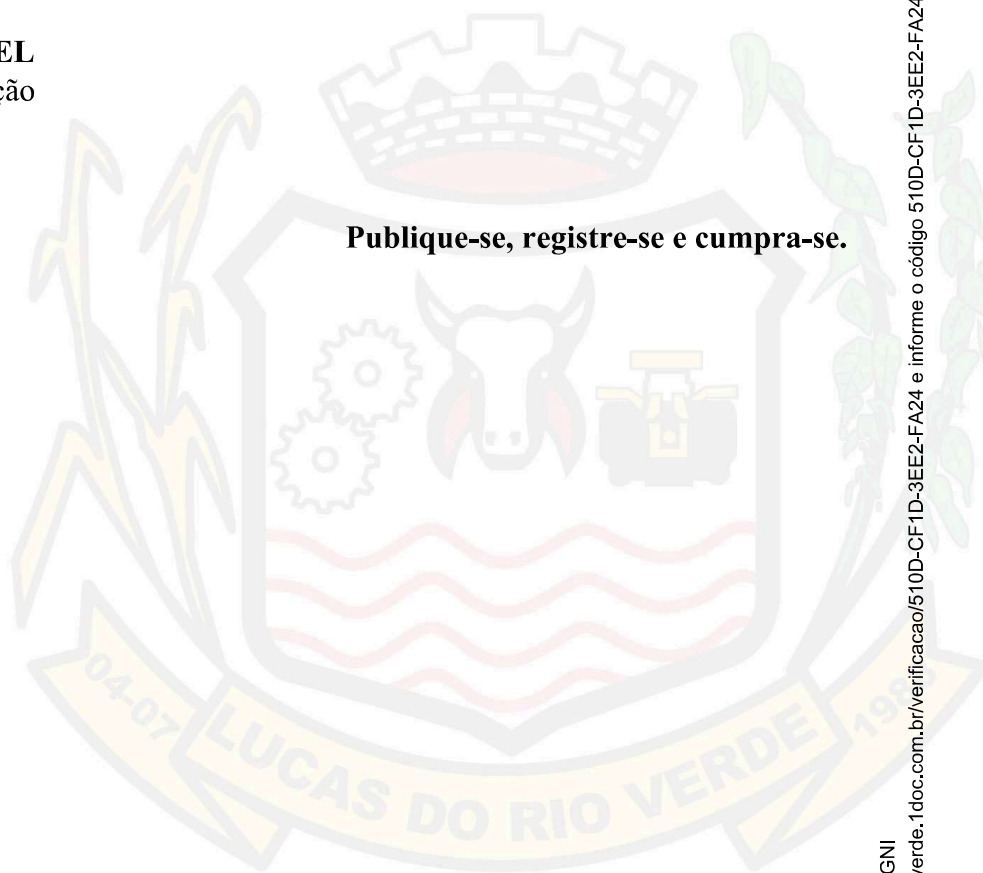 EL
ção
Publique-se, registre-se e cumpra-se.
04-07
LUCAS DO RIO VERDE
1988
GNI
verde.1doc.com.br/verificacao/510D-CF1D-3EE2-FA24 e informe o código 510D-CF1D-3EE2-FA24